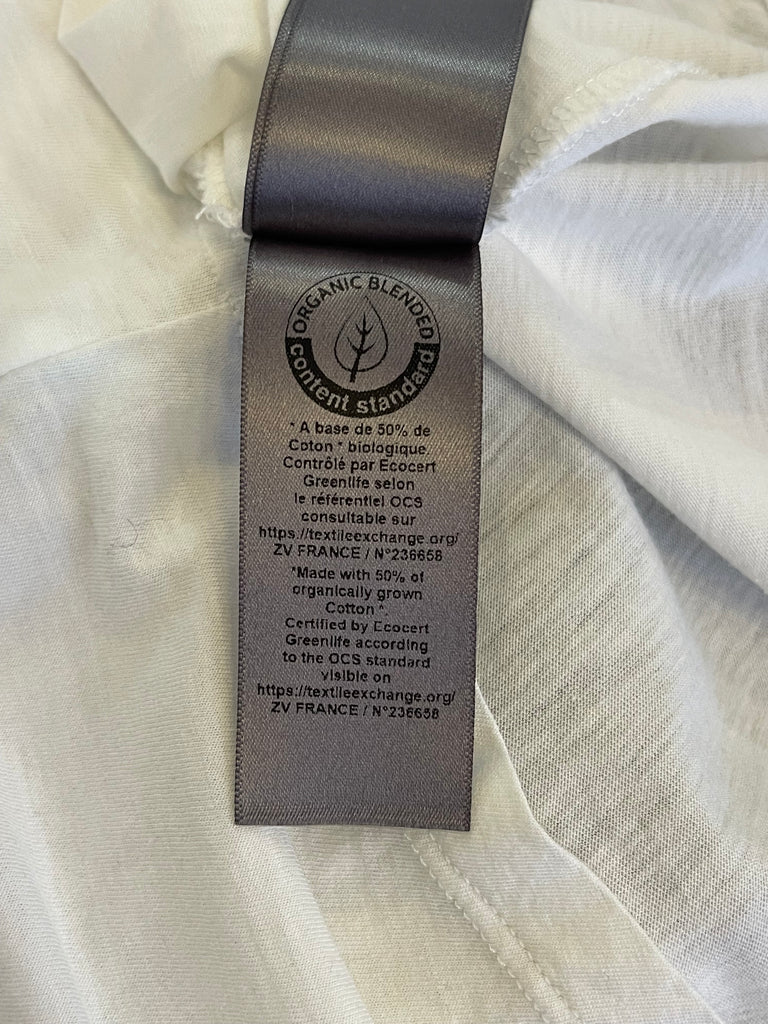 ORGANIC BLENDED
content standard
* A base de 50% de
Coton * biologique.
Contrôlé par Ecocert
Greenlife selon
le référentiel OCS
consultable sur
https://textileexchange.org/
ZV FRANCE / N°236658
*Made with 50% of
organically grown
Cotton *.
Certified by Ecocert
Greenlife according
to the OCS standard
visible on
https://textileexchange.org/
ZV FRANCE / N°236658